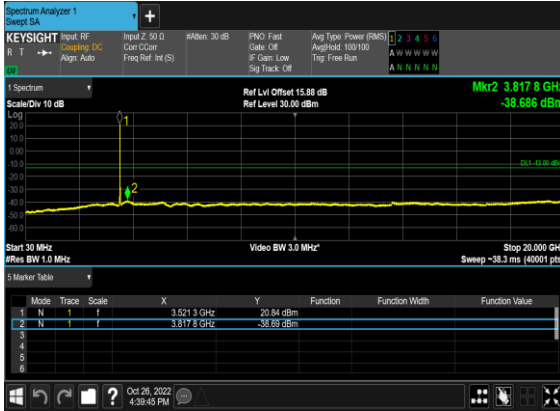 Spectrum Analyzer 1
Swept SA
+
KEYSIGHT Input: RF Input Z: 50 Ω #Atten: 30 dB PNO: Fast Avg Type: Power (RMS) 1 2 3 4 5 6
R T Coupling: DC Corr CCorr Gate: Off Avg|Hold: 100/100 A W W W W W
Align: Auto Freq Ref: Int (S) IF Gain: Low Trig: Free Run
Sig Track: Off A N N N N N
1 Spectrum Ref Lvl Offset 15.88 dB Mkr2 3.817 8 GHz
Scale/Div 10 dB Ref Level 30.00 dBm -38.686 dBm
Log
20.0
10.0
0.00
-10.0
-20.0
-30.0
-40.0
-50.0
-60.0
1
2
DL1 -13.00 dBm
Start 30 MHz Video BW 3.0 MHz* Stop 20.000 GHz
#Res BW 1.0 MHz Sweep ~38.3 ms (40001 pts)
5 Marker Table
Mode Trace Scale X Y Function Function Width Function Value
1 N 1 f 3.521 3 GHz 20.84 dBm
2 N 1 f 3.817 8 GHz -38.69 dBm
3
4
5
6
? Oct 26, 2022
4:39:45 PM